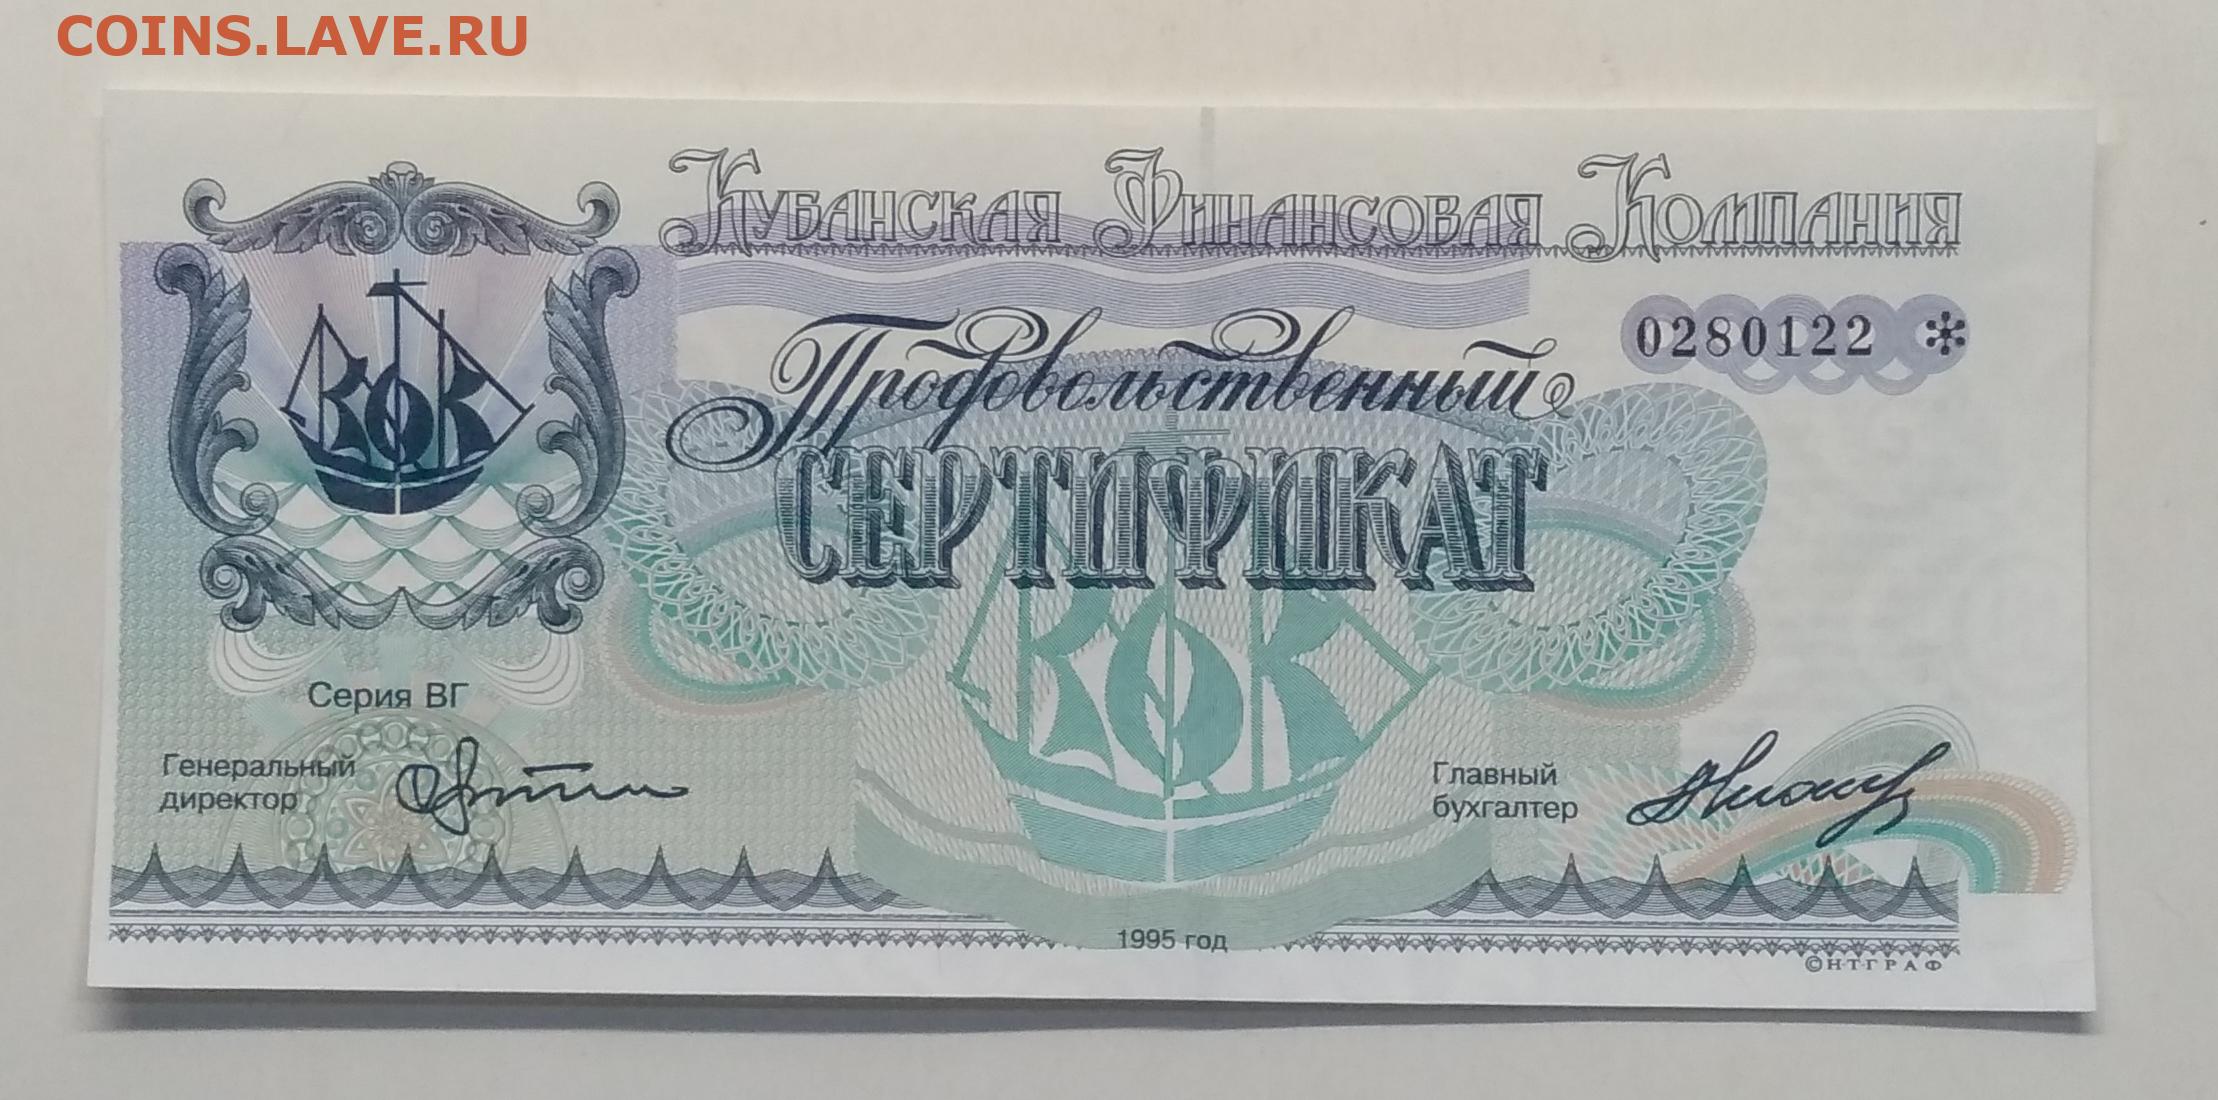 COINS.LAVE.RU
Кубанская Финансовая Компания
0280122 *
Продовольственный
СЕРТИФИКАТ
КФК
КФК
Серия ВГ
Генеральный
директор
Главный
бухгалтер
1995 год
©Н·Т·ГРАФ